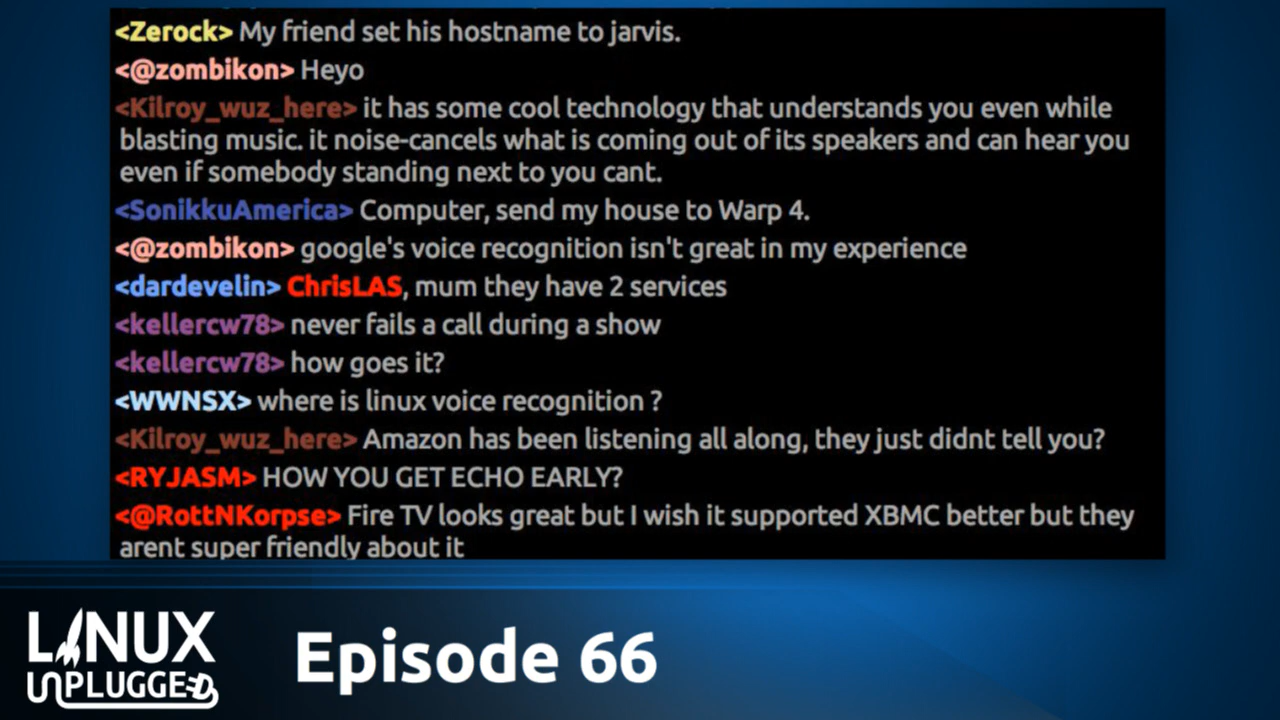 <Zerock> My friend set his hostname to jarvis.
<@zombikon> Heyo
<Kilroy_wuz_here> it has some cool technology that understands you even while
blasting music. it noise-cancels what is coming out of its speakers and can hear you
even if somebody standing next to you cant.
<SonikkuAmerica> Computer, send my house to Warp 4.
<@zombikon> google's voice recognition isn't great in my experience
<dardevelin> ChrisLAS, mum they have 2 services
<kellercw78> never fails a call during a show
<kellercw78> how goes it?
<WWNSX> where is linux voice recognition ?
<Kilroy_wuz_here> Amazon has been listening all along, they just didnt tell you?
<RYJASM> HOW YOU GET ECHO EARLY?
<@RottNKorpse> Fire TV looks great but I wish it supported XBMC better but they
arent super friendly about it
LINUX
UNPLUGGED
Episode 66